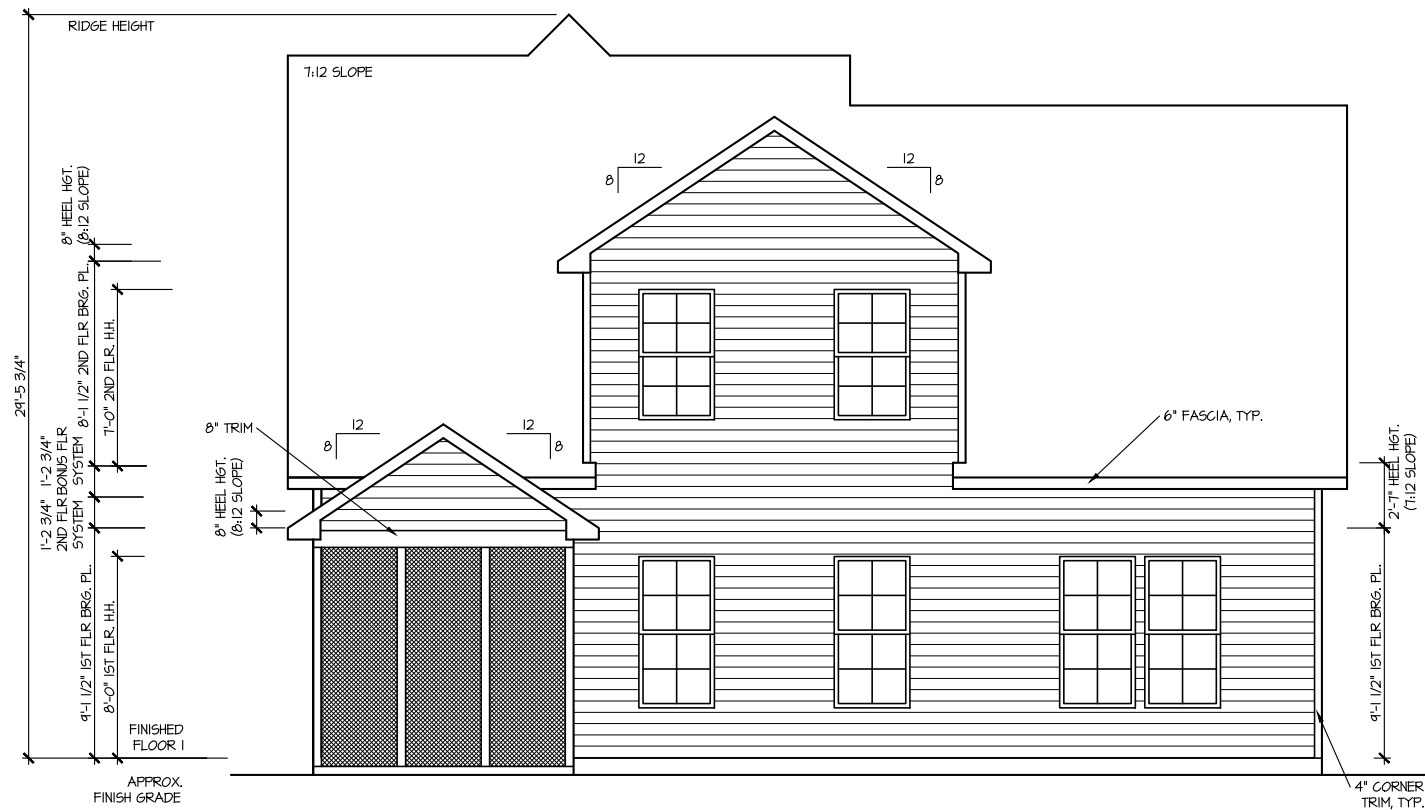 RIDGE HEIGHT
7:12 SLOPE
12
8
12
8
8" HEEL HGT.
(8:12 SLOPE)
8'-1 1/2" 2ND FLR BRG. PL.
7'-0" 2ND FLR. H.H.
29'-5 3/4"
1'-2 3/4" 1'-2 3/4"
2ND FLR BONUS FLR
SYSTEM SYSTEM
8" TRIM
12
8
12
8
8" HEEL HGT.
(8:12 SLOPE)
6" FASCIA, TYP.
2'-7" HEEL HGT.
(7:12 SLOPE)
9'-1 1/2" 1ST FLR BRG. PL.
8'-0" 1ST FLR. H.H.
9'-1 1/2" 1ST FLR BRG. PL.
FINISHED
FLOOR 1
APPROX.
FINISH GRADE
4" CORNER
TRIM, TYP.